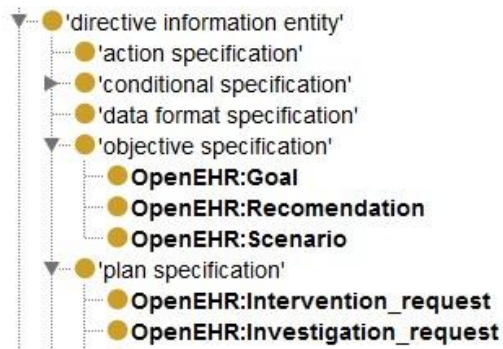 'directive information entity'
'action specification'
'conditional specification'
'data format specification'
'objective specification'
OpenEHR:Goal
OpenEHR:Recomendation
OpenEHR:Scenario
'plan specification'
OpenEHR:Intervention_request
OpenEHR:Investigation_request